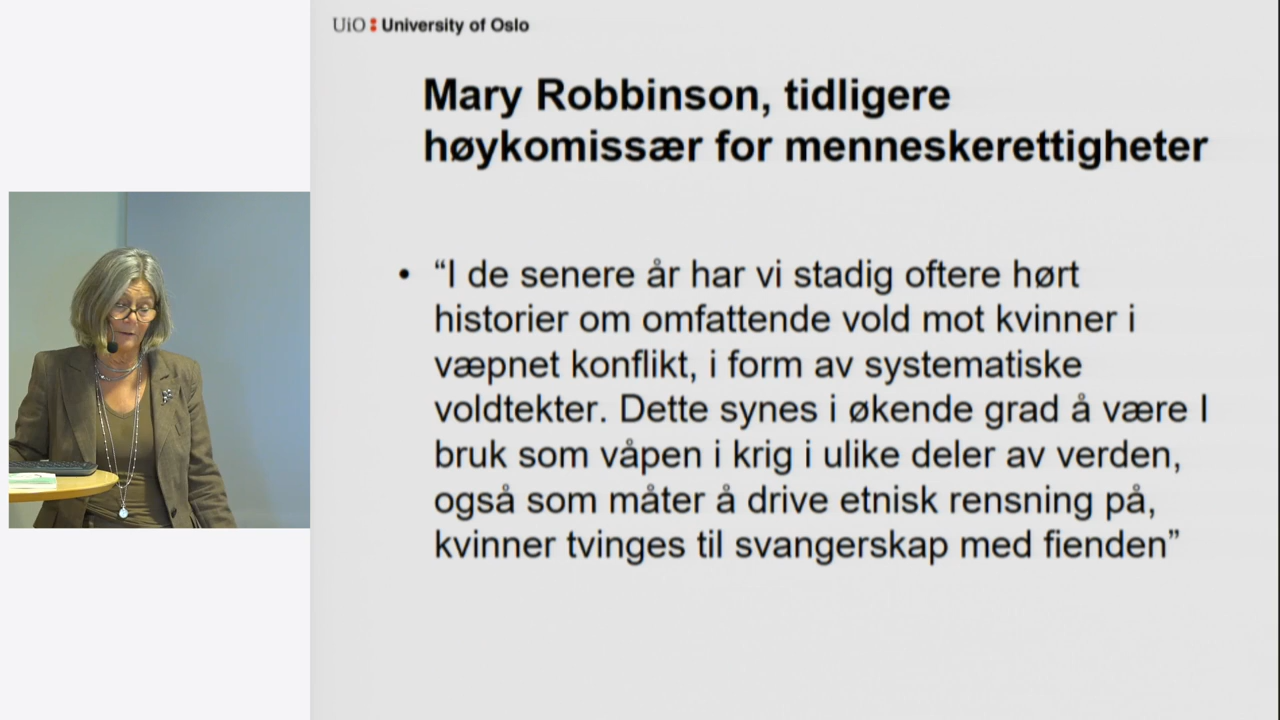 UiO University of Oslo
Mary Robbinson, tidligere
høykomissær for menneskerettigheter
• “I de senere år har vi stadig oftere hørt
historier om omfattende vold mot kvinner i
væpnet konflikt, i form av systematiske
voldtekter. Dette synes i økende grad å være I
bruk som våpen i krig i ulike deler av verden,
også som måter å drive etnisk rensning på,
kvinner tvinges til svangerskap med fienden”